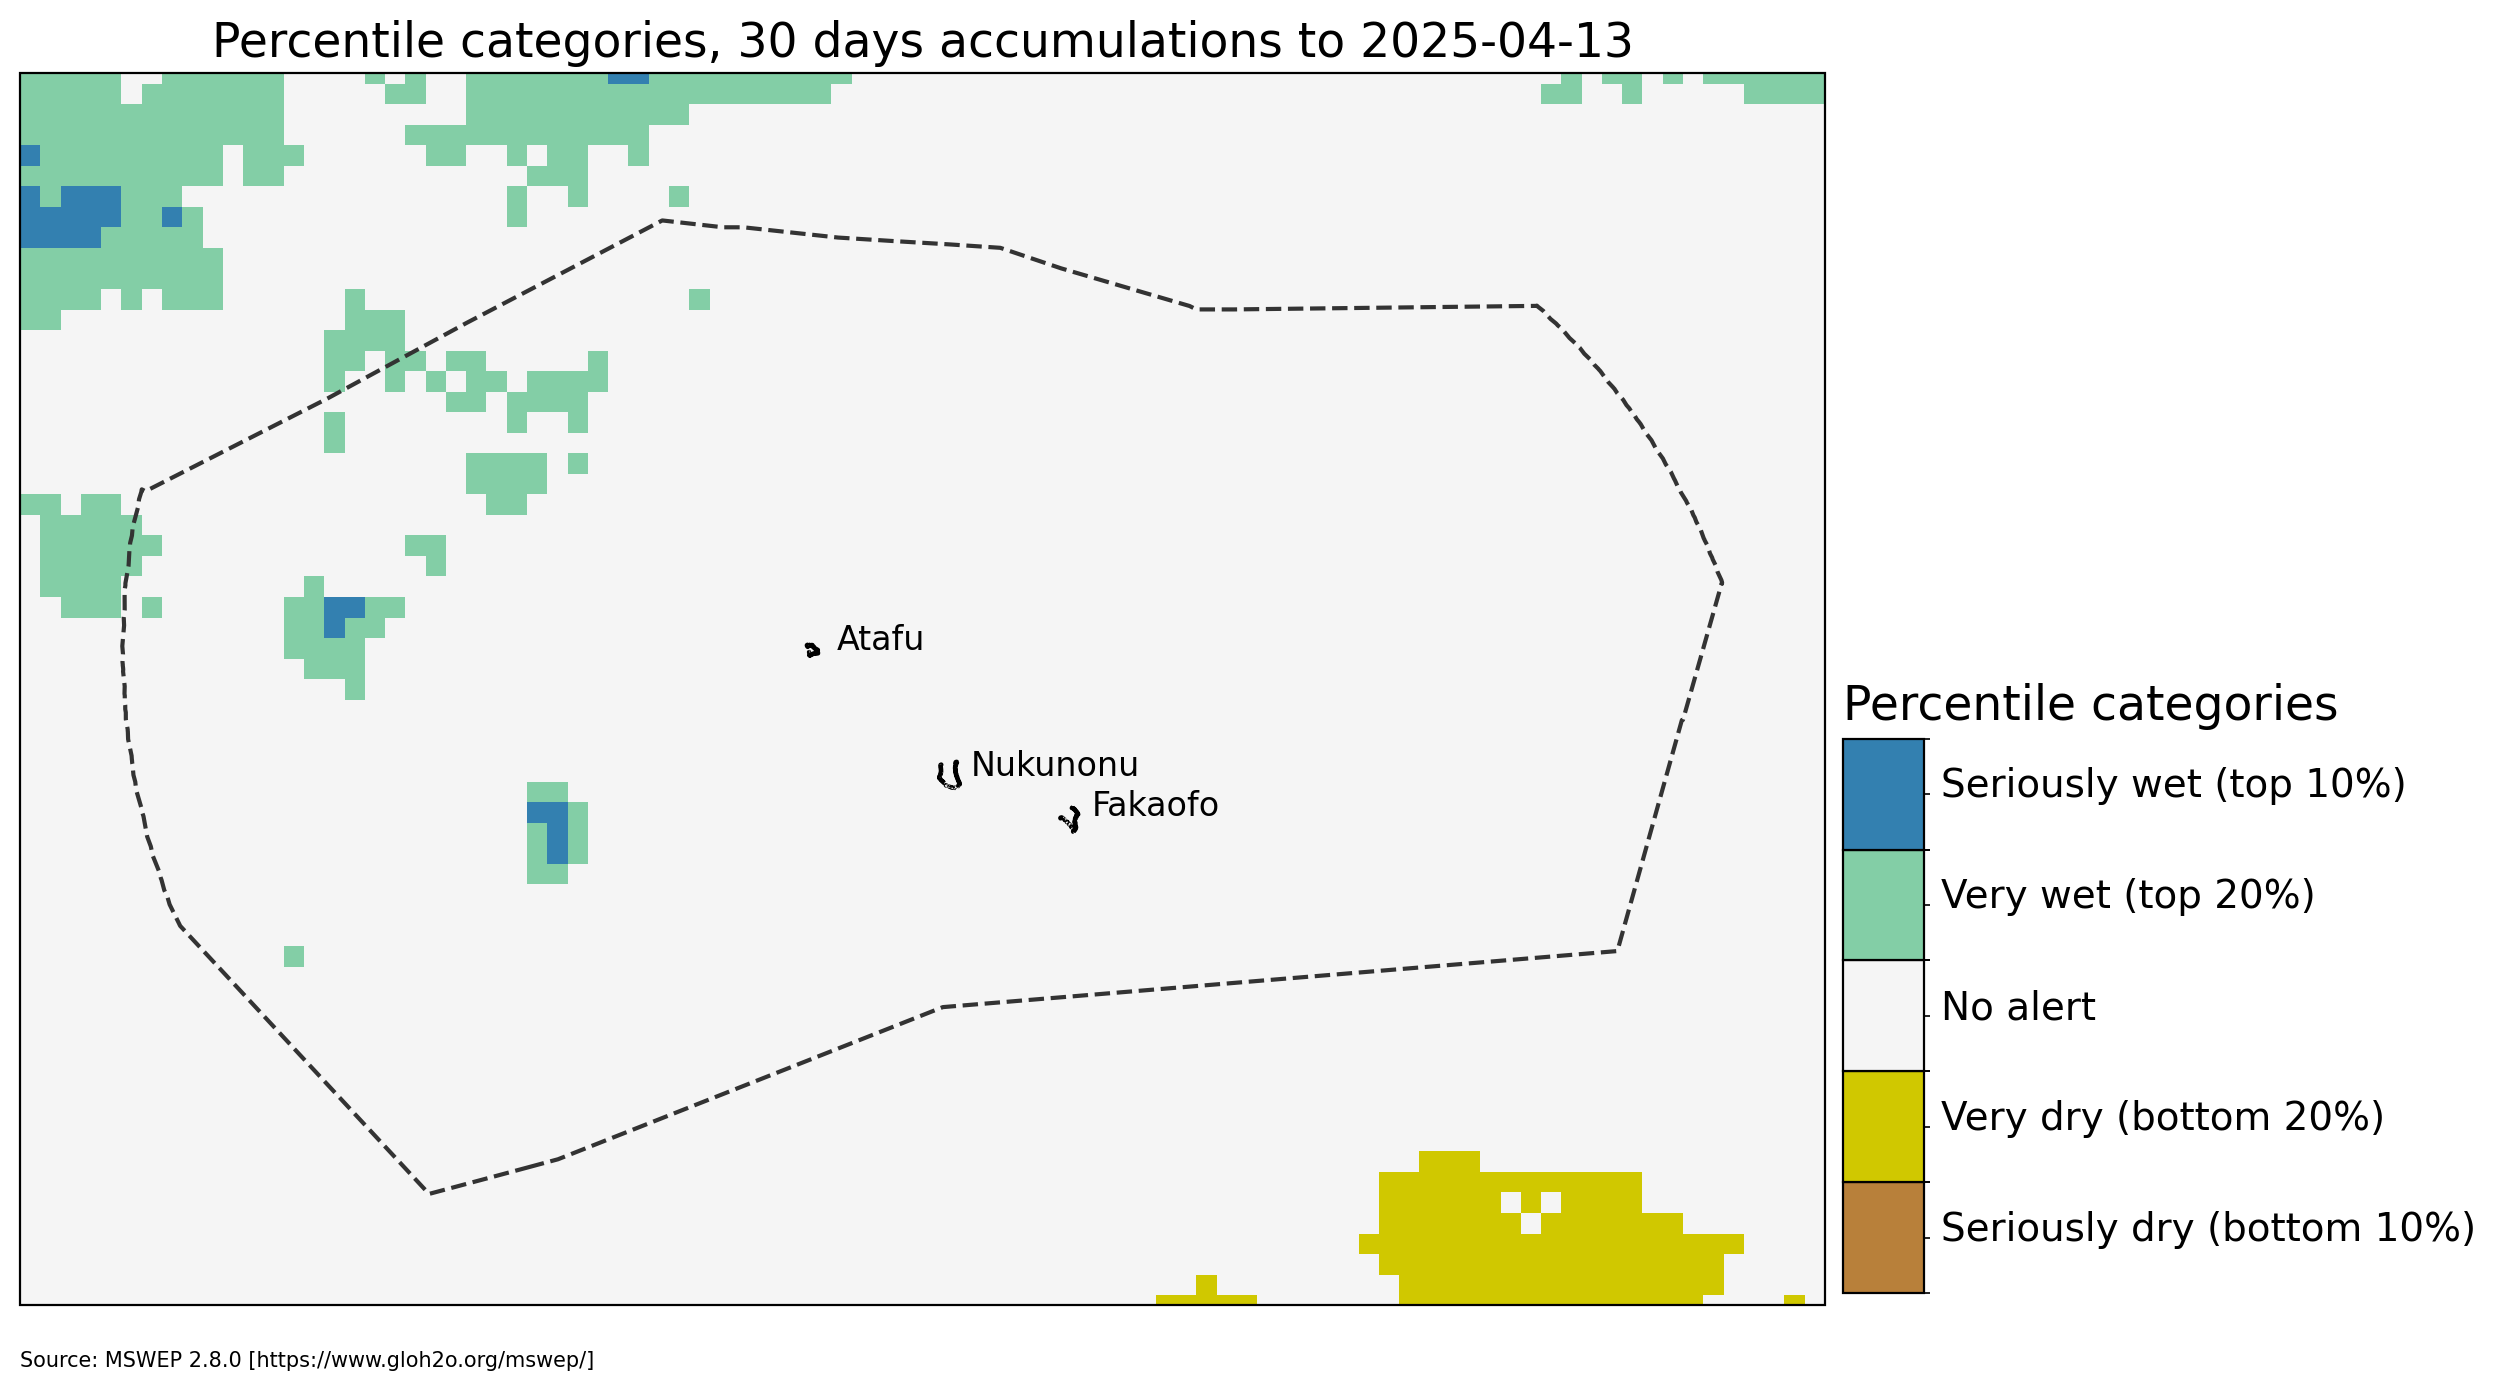 Percentile categories, 30 days accumulations to 2025-04-13
Atafu
Nukunonu
Fakaofo
Percentile categories
Seriously wet (top 10%)
Very wet (top 20%)
No alert
Very dry (bottom 20%)
Seriously dry (bottom 10%)
Source: MSWEP 2.8.0 [https://www.gloh2o.org/mswep/]